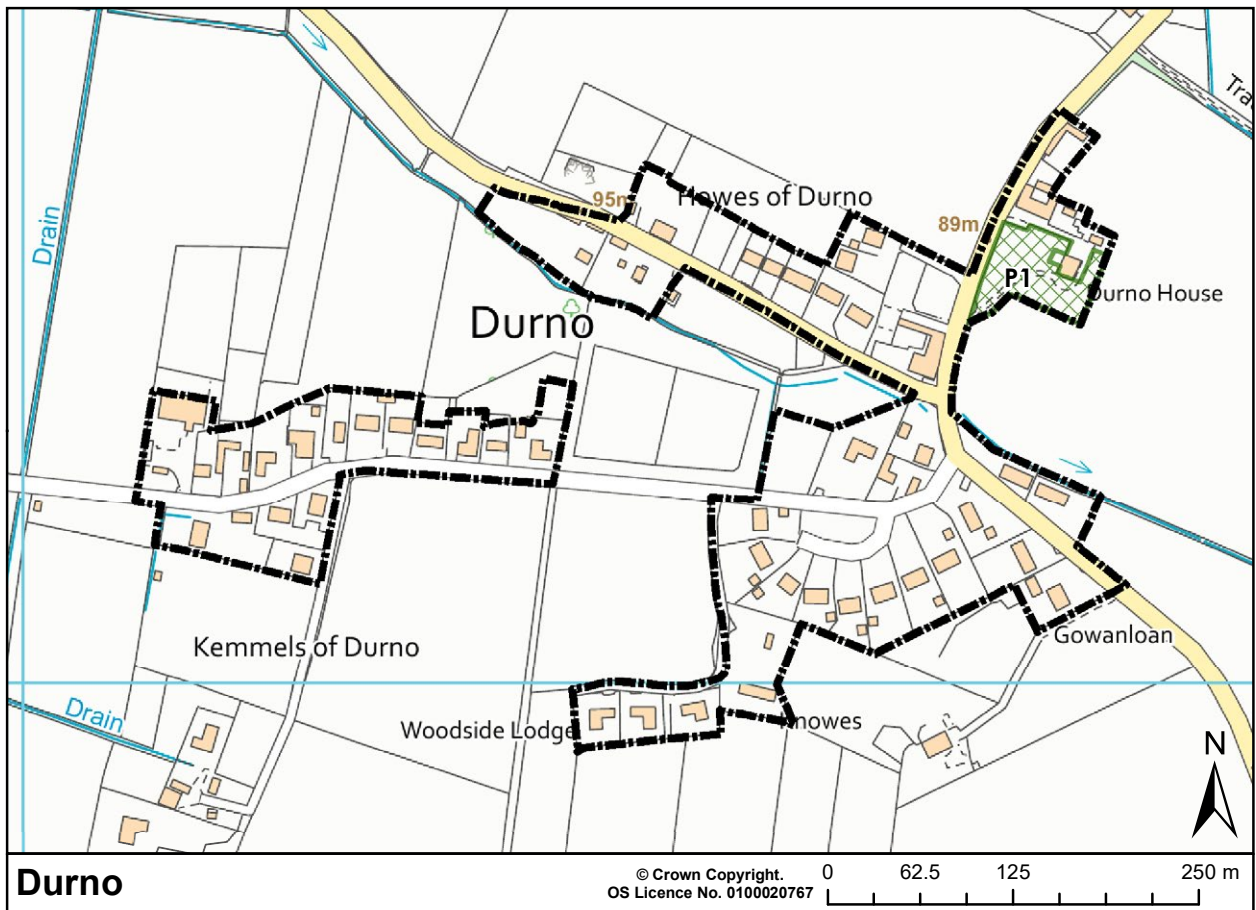 Tra
Drain
95m
Howes of Durno
89m
P1
Durno House
Durno
Kemmels of Durno
Gowanloan
Drain
Woodside Lodge
Knowes
N
Durno
© Crown Copyright.
OS Licence No. 0100020767
0 62.5 125 250 m